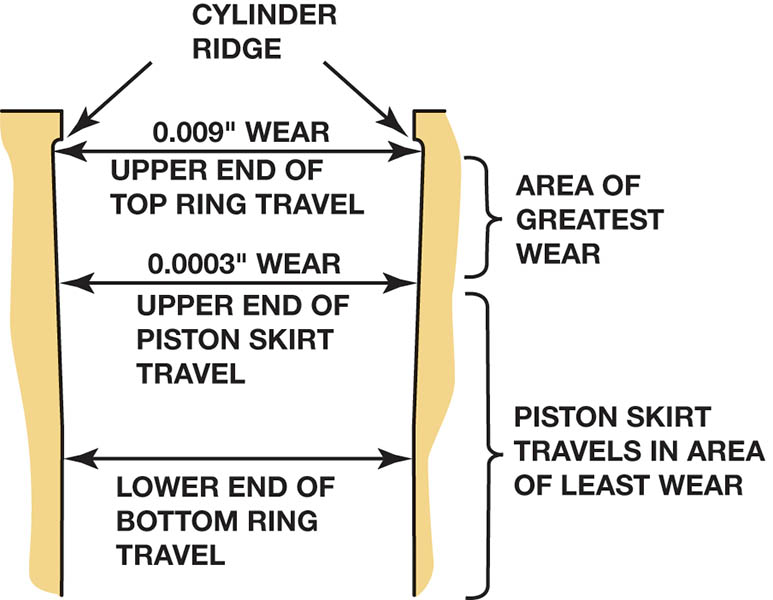 CYLINDER
RIDGE
0.009" WEAR
UPPER END OF
TOP RING TRAVEL
AREA OF
GREATEST
WEAR
0.0003" WEAR
UPPER END OF
PISTON SKIRT
TRAVEL
PISTON SKIRT
TRAVELS IN AREA
OF LEAST WEAR
LOWER END OF
BOTTOM RING
TRAVEL